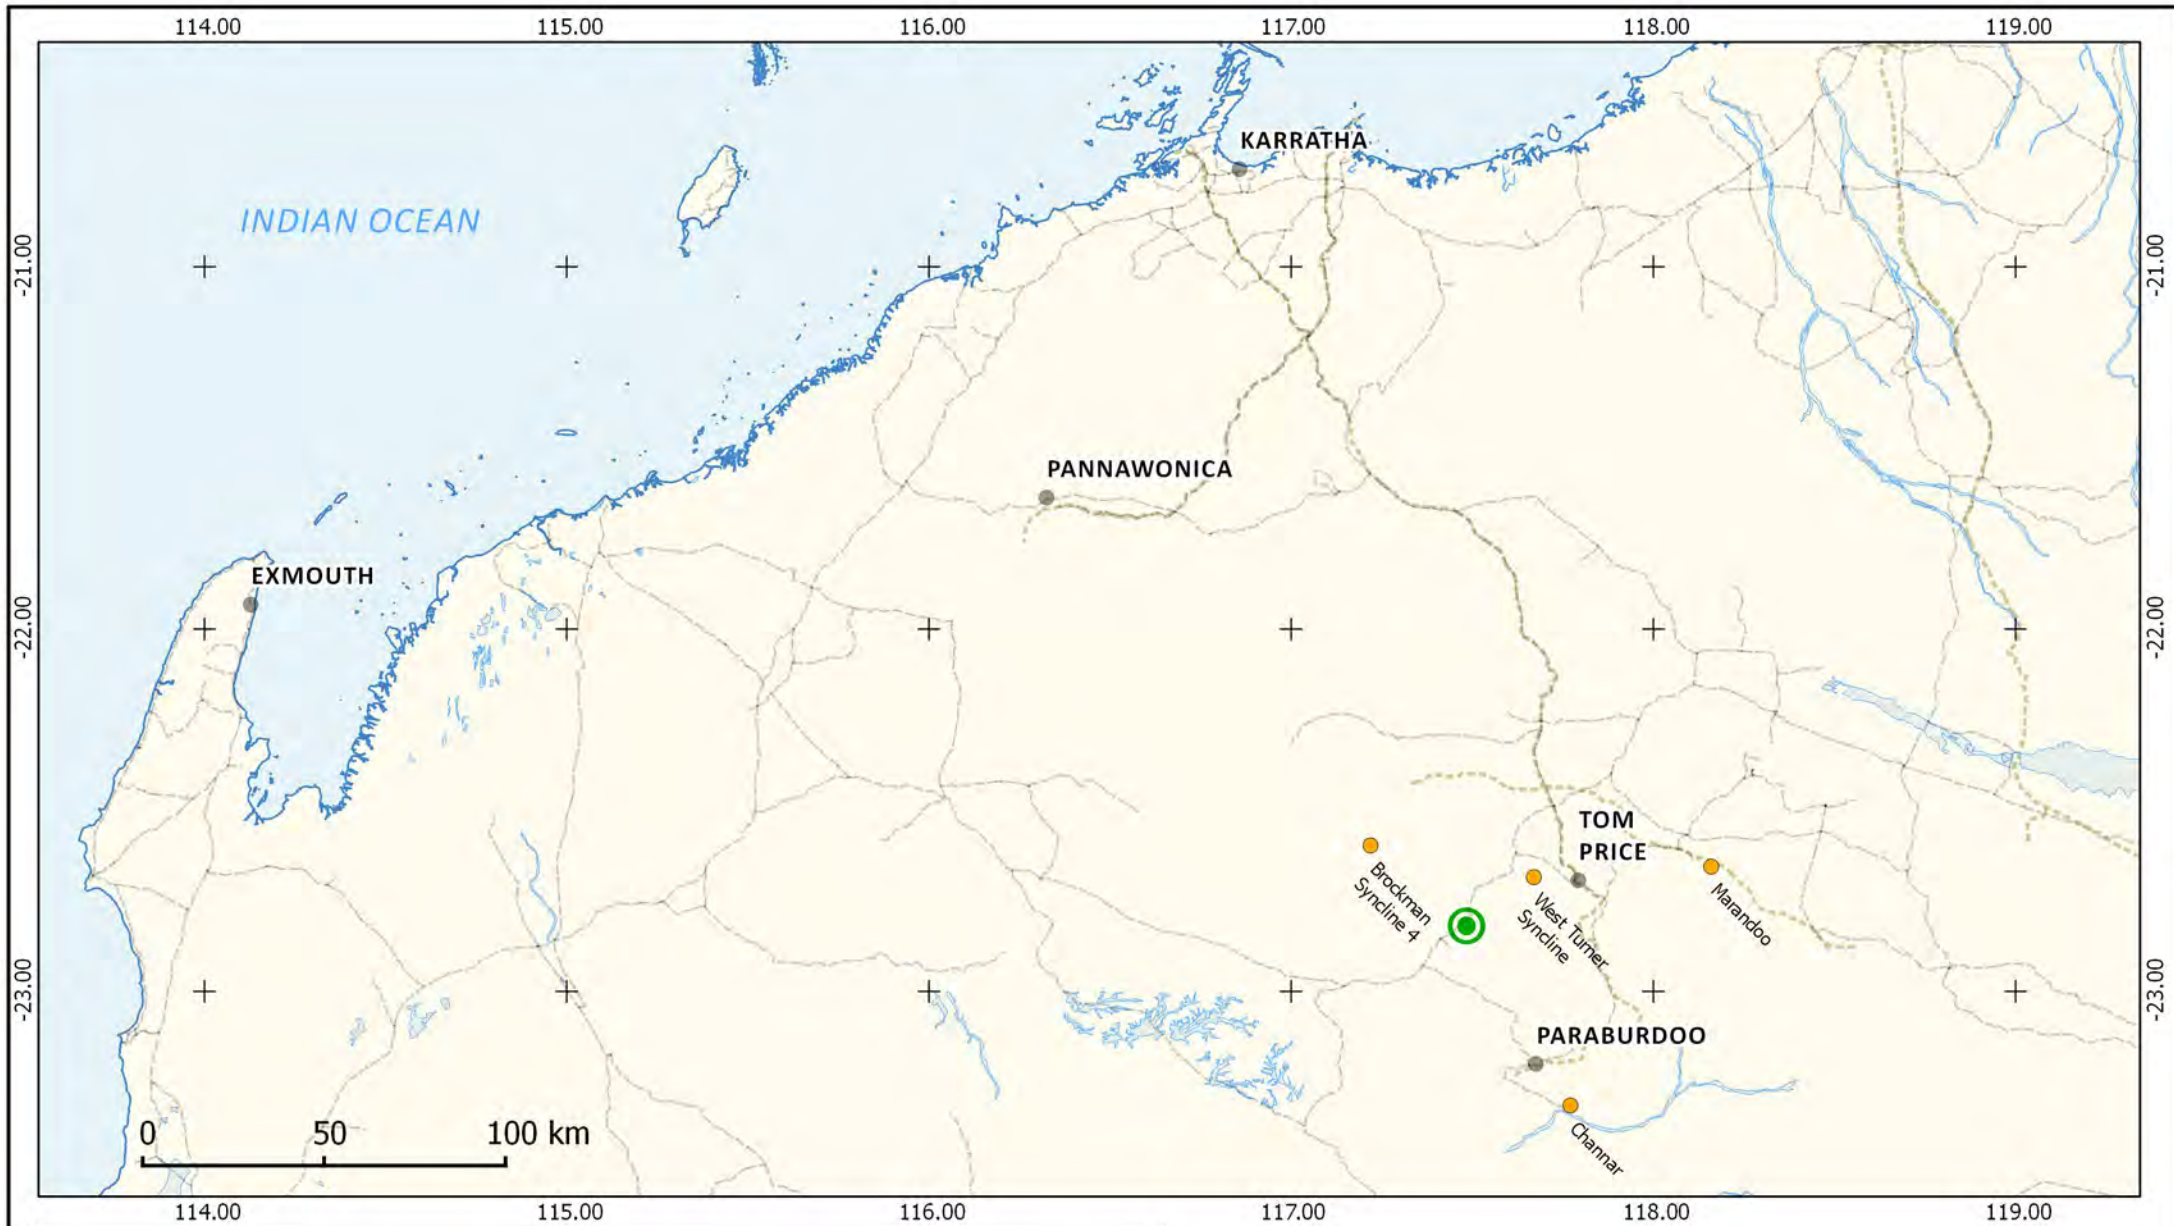 114.00 115.00 116.00 117.00 118.00 119.00
KARRATHA
INDIAN OCEAN
-21.00 -21.00
PANNAWONICA
EXMOUTH
-22.00 -22.00
TOM
PRICE
Brockman
Syncline 4
West Turner
Syncline
Marandoo
-23.00 -23.00
PARABURDOO
Channar
0 50 100 km
114.00 115.00 116.00 117.00 118.00 119.00